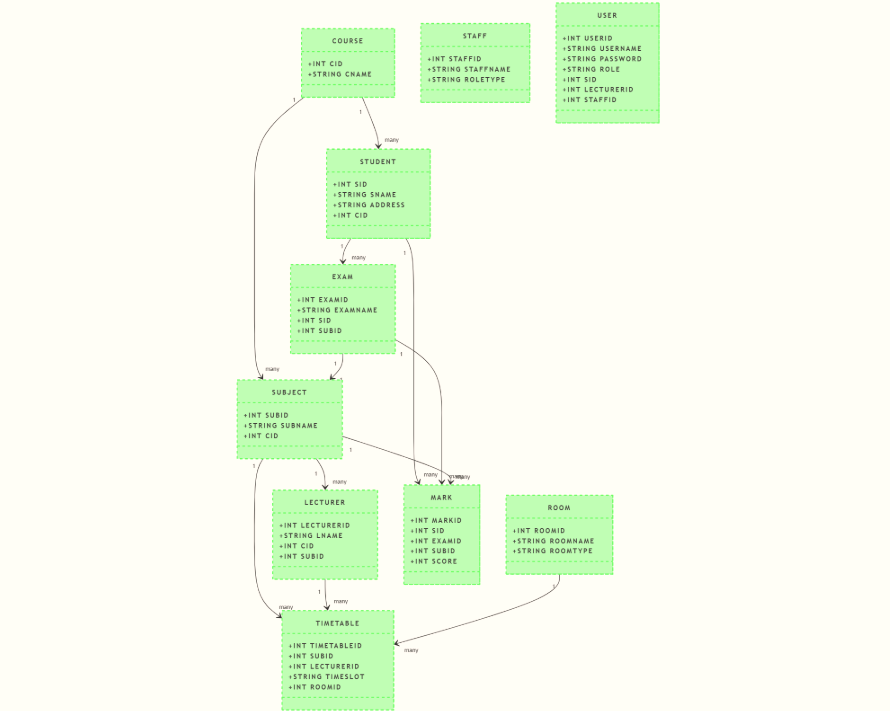 COURSE
+INT CID
+STRING CNAME
STAFF
+INT STAFFID
+STRING STAFFNAME
+STRING ROLETYPE
USER
+INT USERID
+STRING USERNAME
+STRING PASSWORD
+STRING ROLE
+INT SID
+INT LECTURERID
+INT STAFFID
1
1
many
STUDENT
+INT SID
+STRING SNAME
+STRING ADDRESS
+INT CID
1
1
many
EXAM
+INT EXAMID
+STRING EXAMNAME
+INT SID
+INT SUBID
1
1
many
SUBJECT
+INT SUBID
+STRING SUBNAME
+INT CID
1
1
1
many
many
many
LECTURER
+INT LECTURERID
+STRING LNAME
+INT CID
+INT SUBID
MARK
+INT MARKID
+INT SID
+INT EXAMID
+INT SUBID
+INT SCORE
ROOM
+INT ROOMID
+STRING ROOMNAME
+STRING ROOMTYPE
1
1
many
many
TIMETABLE
+INT TIMETABLEID
+INT SUBID
+INT LECTURERID
+STRING TIMESLOT
+INT ROOMID
many